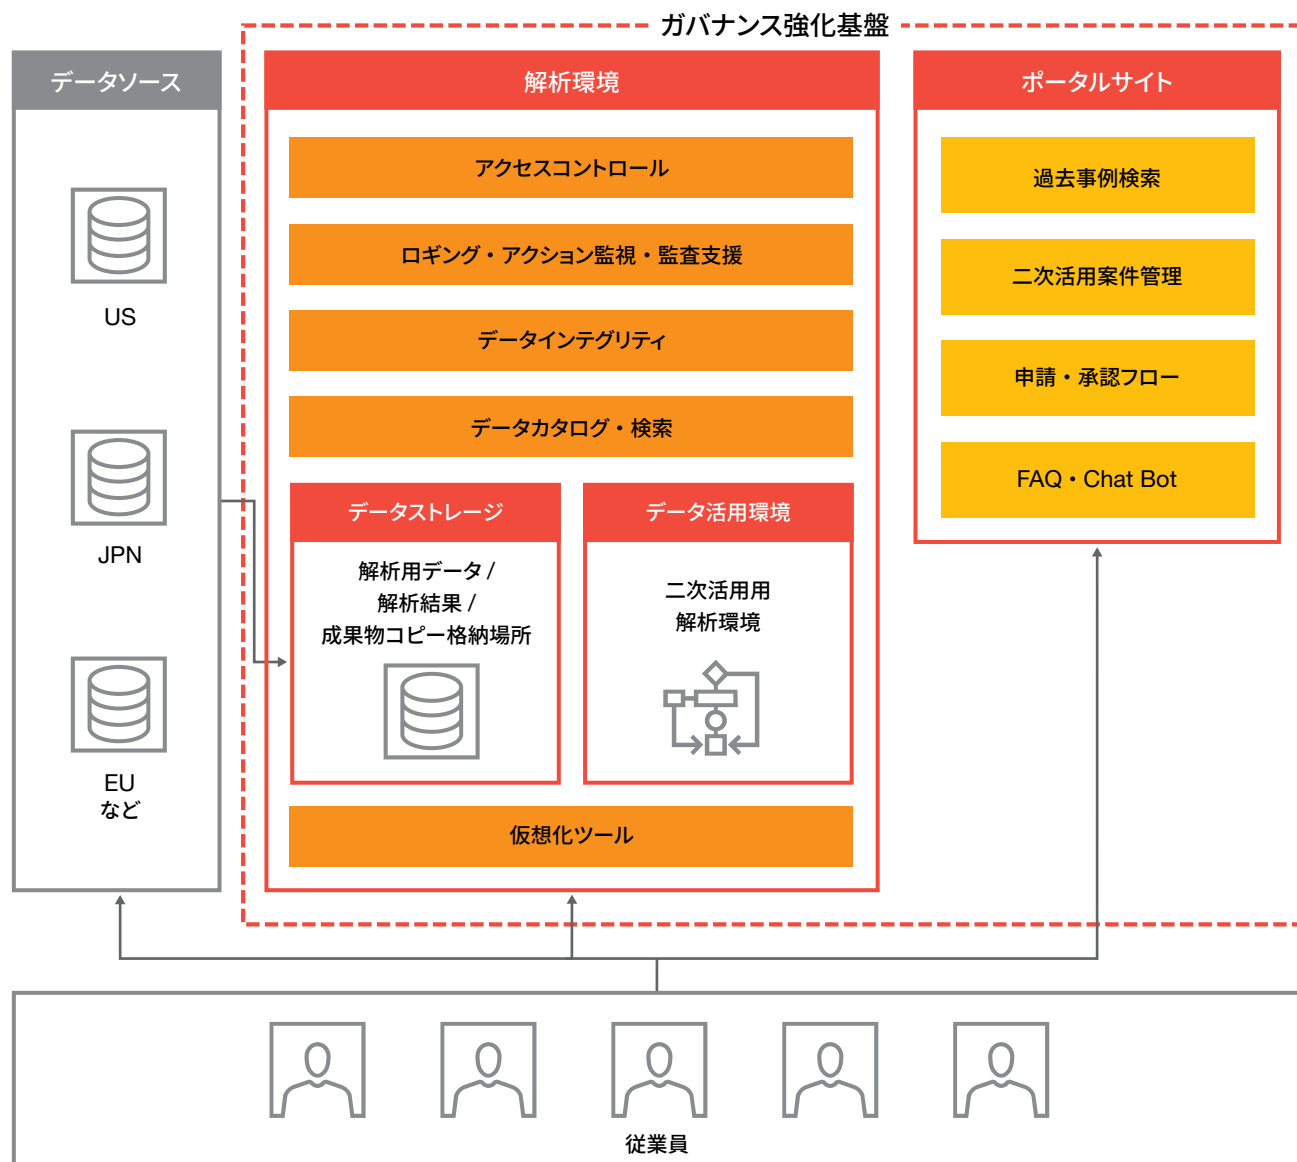 ガバナンス強化基盤
データソース
US
JPN
EU
など
解析環境
アクセスコントロール
ロギング・アクション監視・監査支援
データインテグリティ
データカタログ・検索
データストレージ
解析用データ /
解析結果 /
成果物コピー格納場所
データ活用環境
二次活用用
解析環境
仮想化ツール
ポータルサイト
過去事例検索
二次活用案件管理
申請・承認フロー
FAQ・Chat Bot
従業員